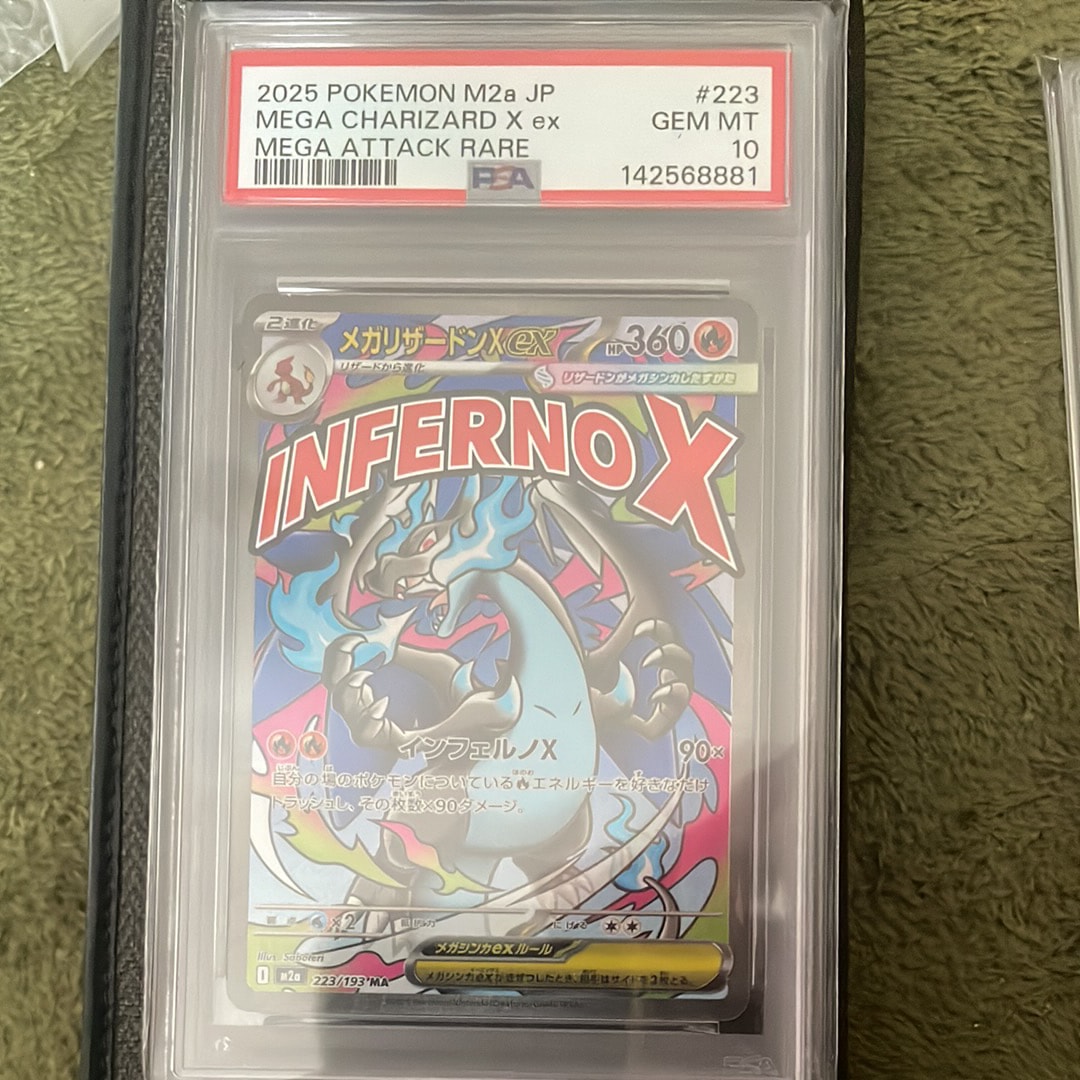 2025 POKEMON M2a JP #223
MEGA CHARIZARD X ex GEM MT
MEGA ATTACK RARE 10
PSA 142568881
2進化 メガリザードンXex HP360
リザードから進化 リザードンがメガシンカしたすがた
INFERNO X
インフェルノX 90×
自分の場のポケモンについているエネルギーを好きなだけ
トラッシュし、その枚数×90ダメージ。
×2 にげる
メガシンカexルール
Illus. Saboteri
m2a 223/193 MA